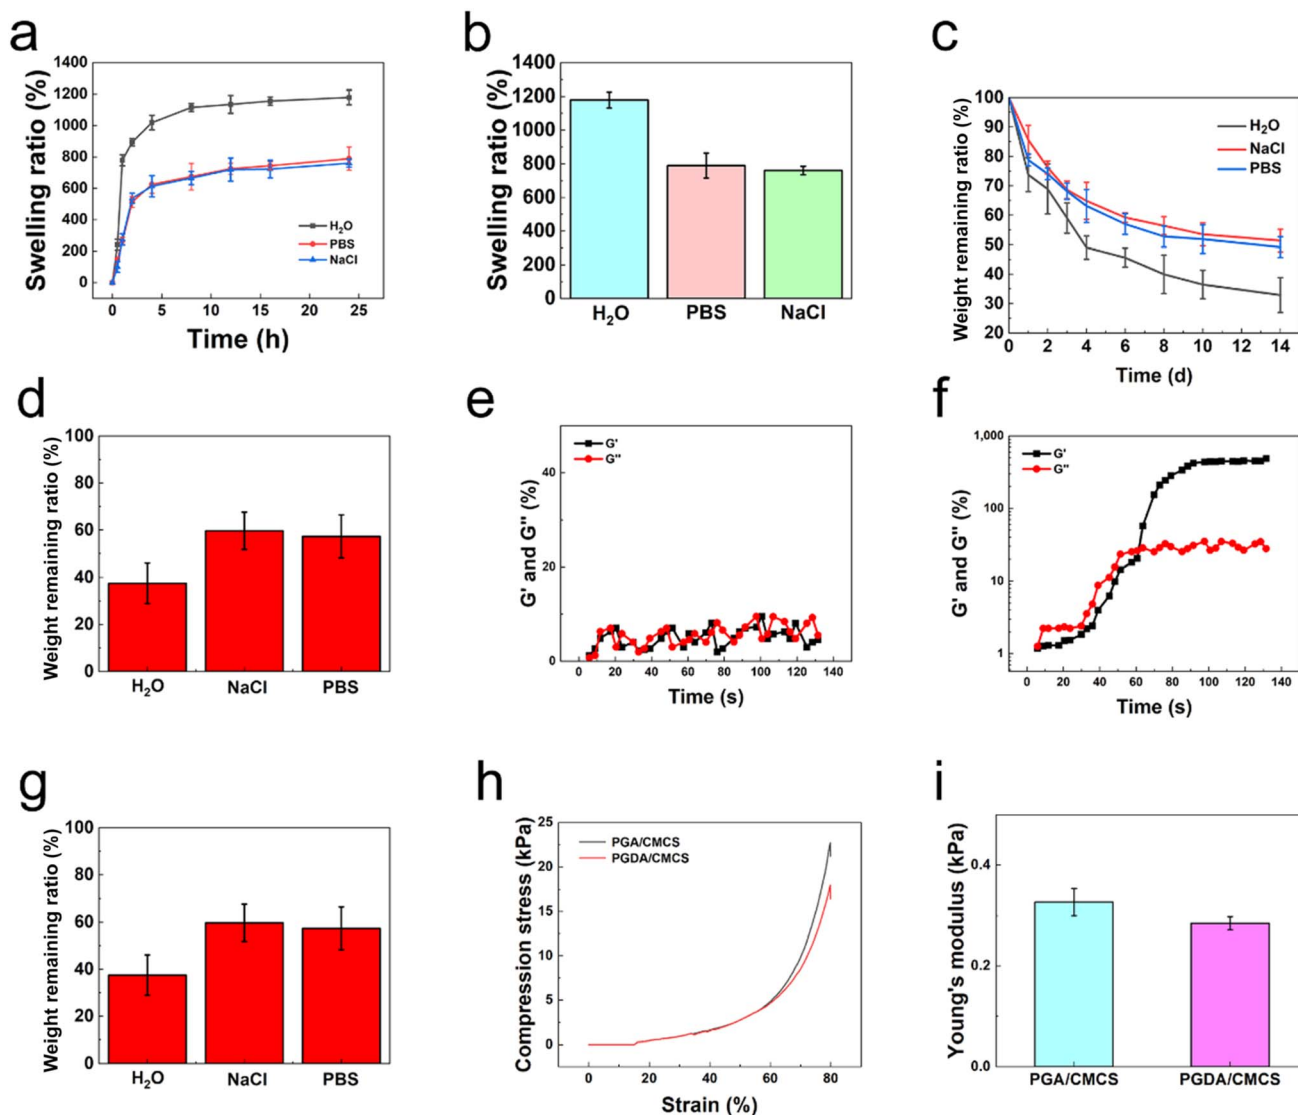 a
Swelling ratio (%)
1400
1200
1000
800
600
400
200
0
H₂O
PBS
NaCl
0 5 10 15 20 25
Time (h)
b
Swelling ratio (%)
1400
1200
1000
800
600
400
200
0
H₂O PBS NaCl
c
Weight remaining ratio (%)
100
90
80
70
60
50
40
30
20
H₂O
NaCl
PBS
0 2 4 6 8 10 12 14
Time (d)
d
Weight remaining ratio (%)
100
80
60
40
20
0
H₂O NaCl PBS
e
G' and G'' (%)
40
20
0
G'
G''
0 20 40 60 80 100 120 140
Time (s)
f
G' and G'' (%)
1,000
100
10
1
G'
G''
0 20 40 60 80 100 120 140
Time (s)
g
Weight remaining ratio (%)
100
80
60
40
20
0
H₂O NaCl PBS
h
Compression stress (kPa)
25
20
15
10
5
0
PGA/CMCS
PGDA/CMCS
0 20 40 60 80
Strain (%)
i
Young's modulus (kPa)
0.4
0.2
0.0
PGA/CMCS PGDA/CMCS